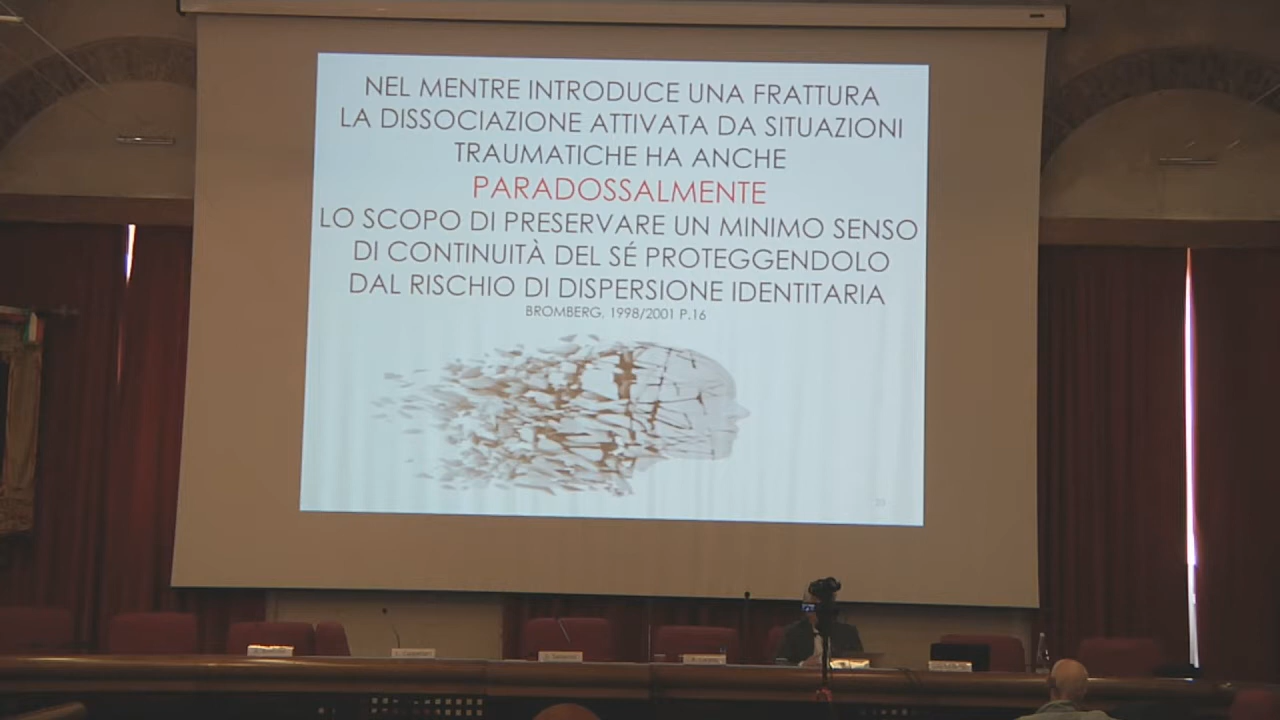 NEL MENTRE INTRODUCE UNA FRATTURA
LA DISSOCIAZIONE ATTIVATA DA SITUAZIONI
TRAUMATICHE HA ANCHE
PARADOSSALMENTE
LO SCOPO DI PRESERVARE UN MINIMO SENSO
DI CONTINUITÀ DEL SÉ PROTEGGENDOLO
DAL RISCHIO DI DISPERSIONE IDENTITARIA
BROMBERG, 1998/2001 P.16